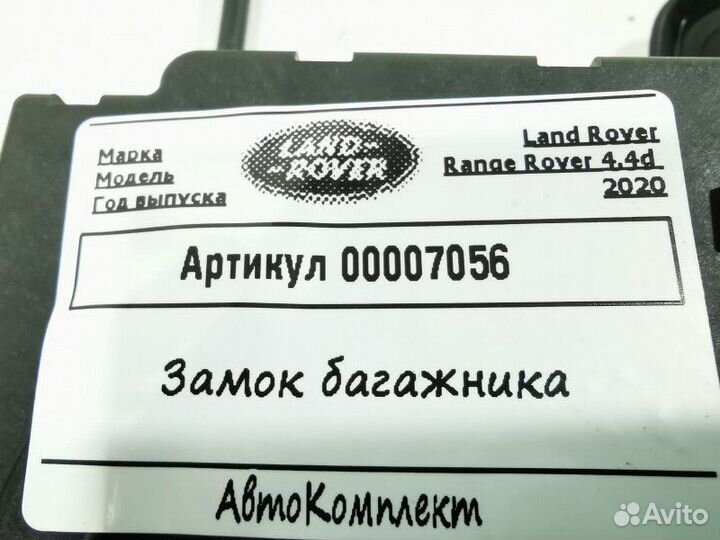 Марка Land Rover
Модель Range Rover 4.4d
Год выпуска 2020
LAND-
-ROVER
Артикул 00007056
Замок багажника
АвтоКомплект
Avito